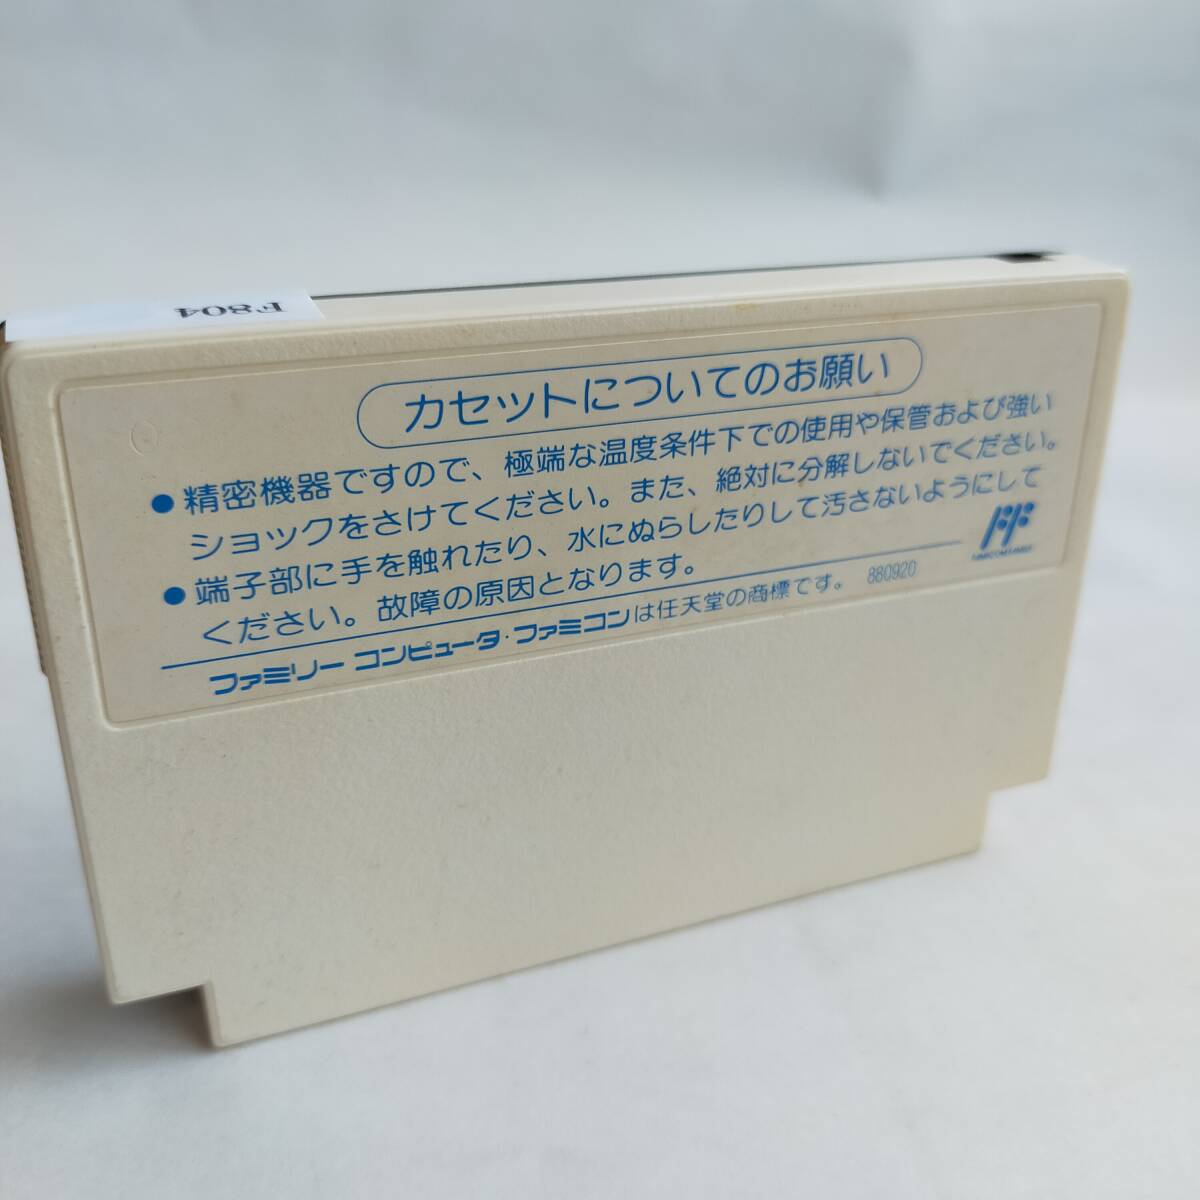 F804
カセットについてのお願い
●精密機器ですので、極端な温度条件下での使用や保管および強い
ショックをさけてください。また、絶対に分解しないでください。
●端子部に手を触れたり、水にぬらしたりして汚さないようにして
ください。故障の原因となります。
ファミリー コンピュータ・ファミコンは任天堂の商標です。 880920